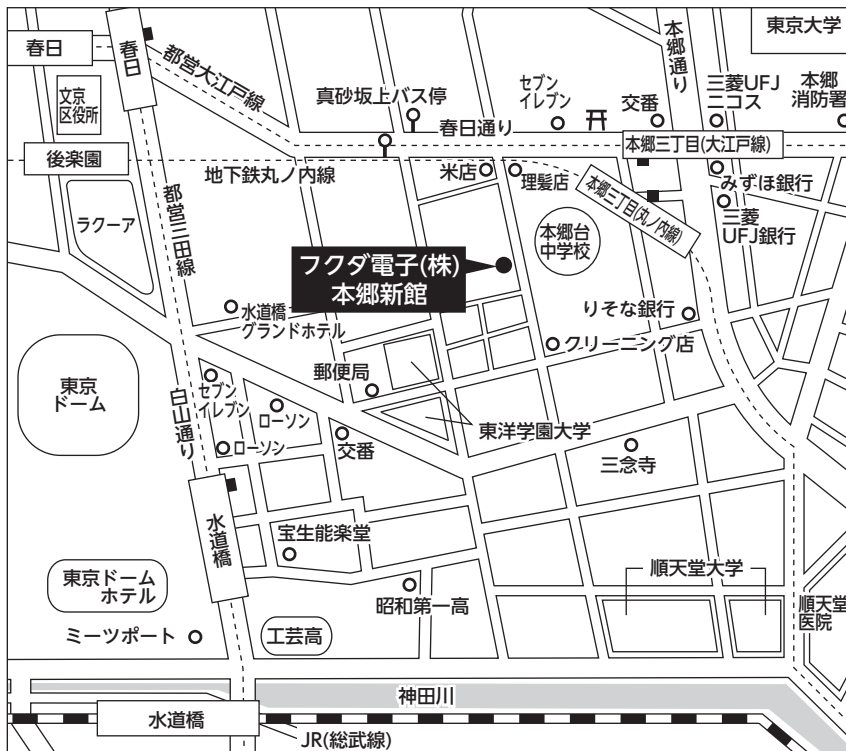 東京大学
春日
春日
都営大江戸線
本郷通り
文京
区役所
真砂坂上バス停
セブン
イレブン
交番
三菱UFJ
ニコス
本郷
消防署
春日通り
本郷三丁目(大江戸線)
後楽園
地下鉄丸ノ内線
米店
理髪店
本郷三丁目(丸ノ内線)
みずほ銀行
三菱
UFJ銀行
ラクーア
都営三田線
本郷台
中学校
フクダ電子(株)
本郷新館
水道橋
グランドホテル
りそな銀行
クリーニング店
東京
ドーム
白山通り
セブン
イレブン
郵便局
ローソン
ローソン
交番
東洋学園大学
三念寺
水道橋
宝生能楽堂
東京ドーム
ホテル
昭和第一高
順天堂大学
順天堂
医院
ミーツポート
工芸高
神田川
水道橋
JR(総武線)